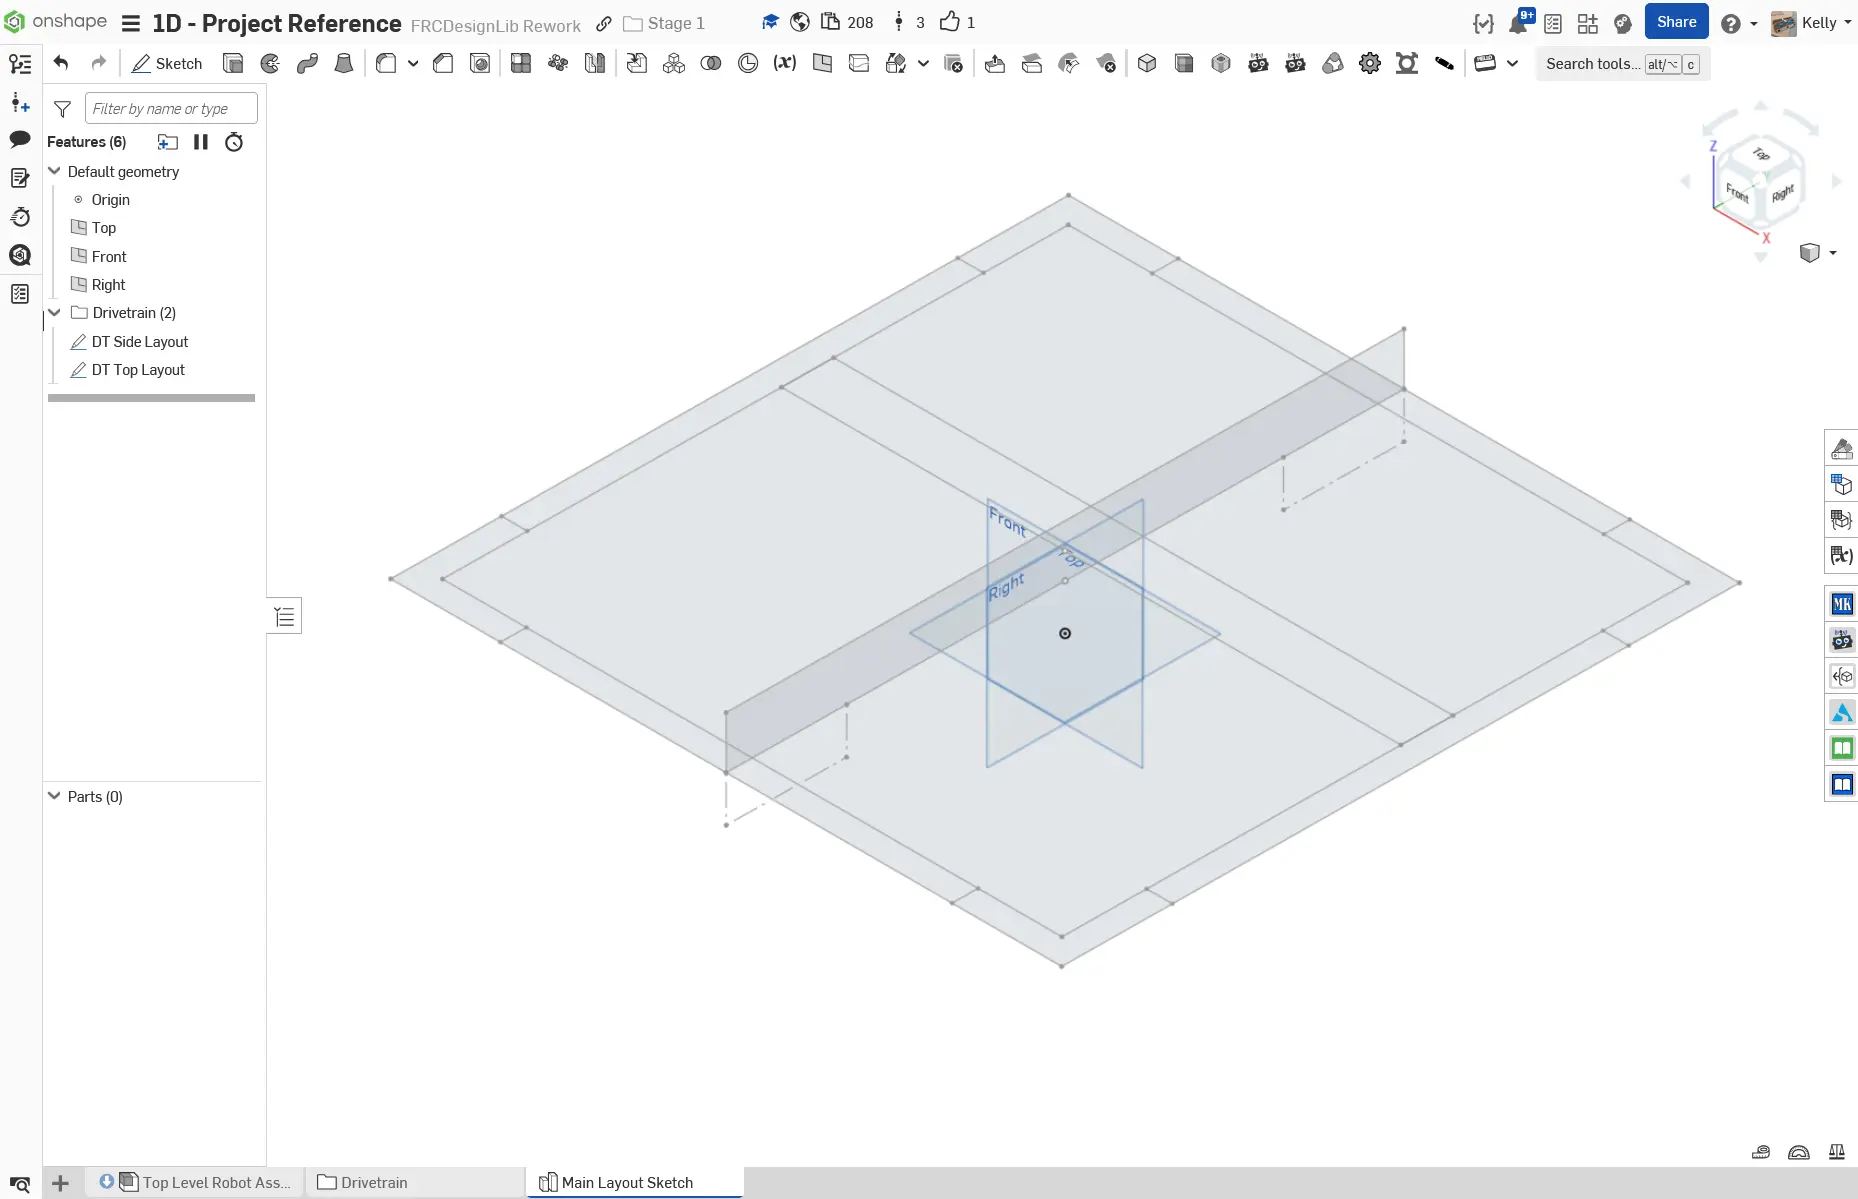 onshape
1D - Project Reference
FRCDesignLib Rework
Stage 1
208
3
1
9+
Share
Kelly
Sketch
(x)
Search tools... alt/⌥ c
Filter by name or type
Features (6)
Default geometry
Origin
Top
Front
Right
Drivetrain (2)
DT Side Layout
DT Top Layout
Parts (0)
Front
Top
Right
Z
Top
Front
Right
X
(x)
MK
Top Level Robot Ass...
Drivetrain
Main Layout Sketch